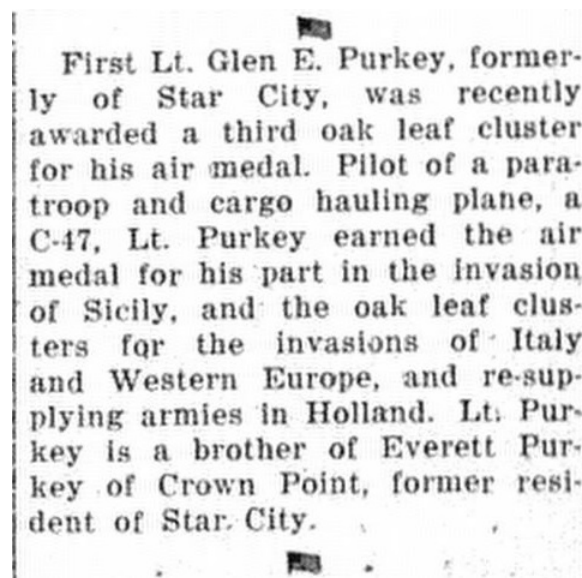 First Lt. Glen E. Purkey, former-
ly of Star City, was recently
awarded a third oak leaf cluster
for his air medal. Pilot of a para-
troop and cargo hauling plane, a
C-47, Lt. Purkey earned the air
medal for his part in the invasion
of Sicily, and the oak leaf clus-
ters for the invasions of Italy
and Western Europe, and re-sup-
plying armies in Holland. Lt. Pur-
key is a brother of Everett Pur-
key of Crown Point, former resi-
dent of Star City.